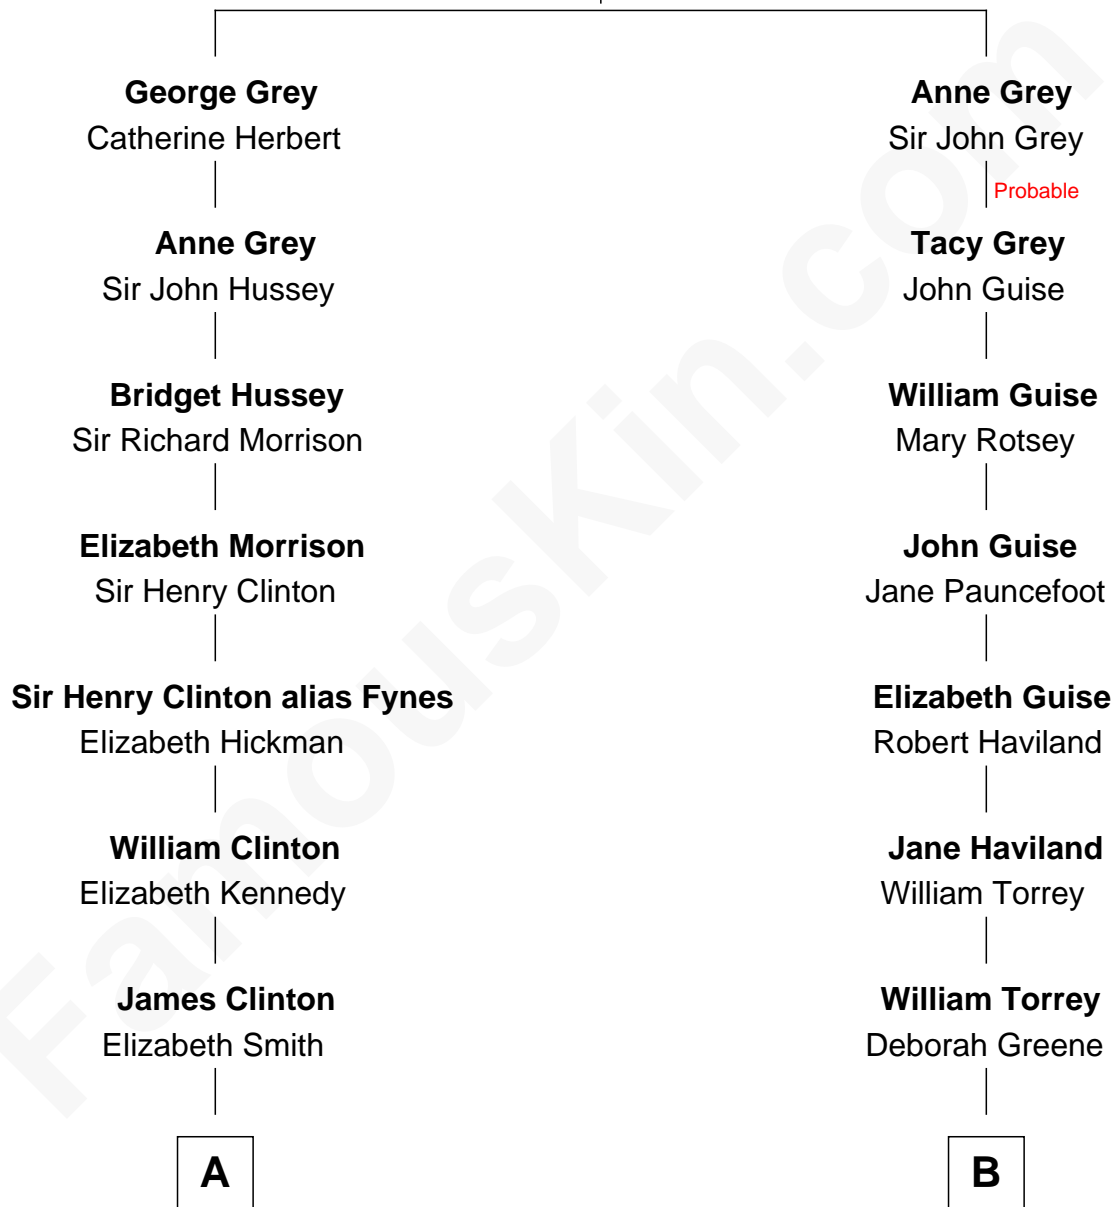 George Grey
Catherine Herbert
Anne Grey
Sir John Hussey
Bridget Hussey
Sir Richard Morrison
Elizabeth Morrison
Sir Henry Clinton
Sir Henry Clinton alias Fynes
Elizabeth Hickman
William Clinton
Elizabeth Kennedy
James Clinton
Elizabeth Smith
A
Anne Grey
Sir John Grey
Probable
Tacy Grey
John Guise
William Guise
Mary Rotsey
John Guise
Jane Pauncefoot
Elizabeth Guise
Robert Haviland
Jane Haviland
William Torrey
William Torrey
Deborah Greene
B
FamousKin.com